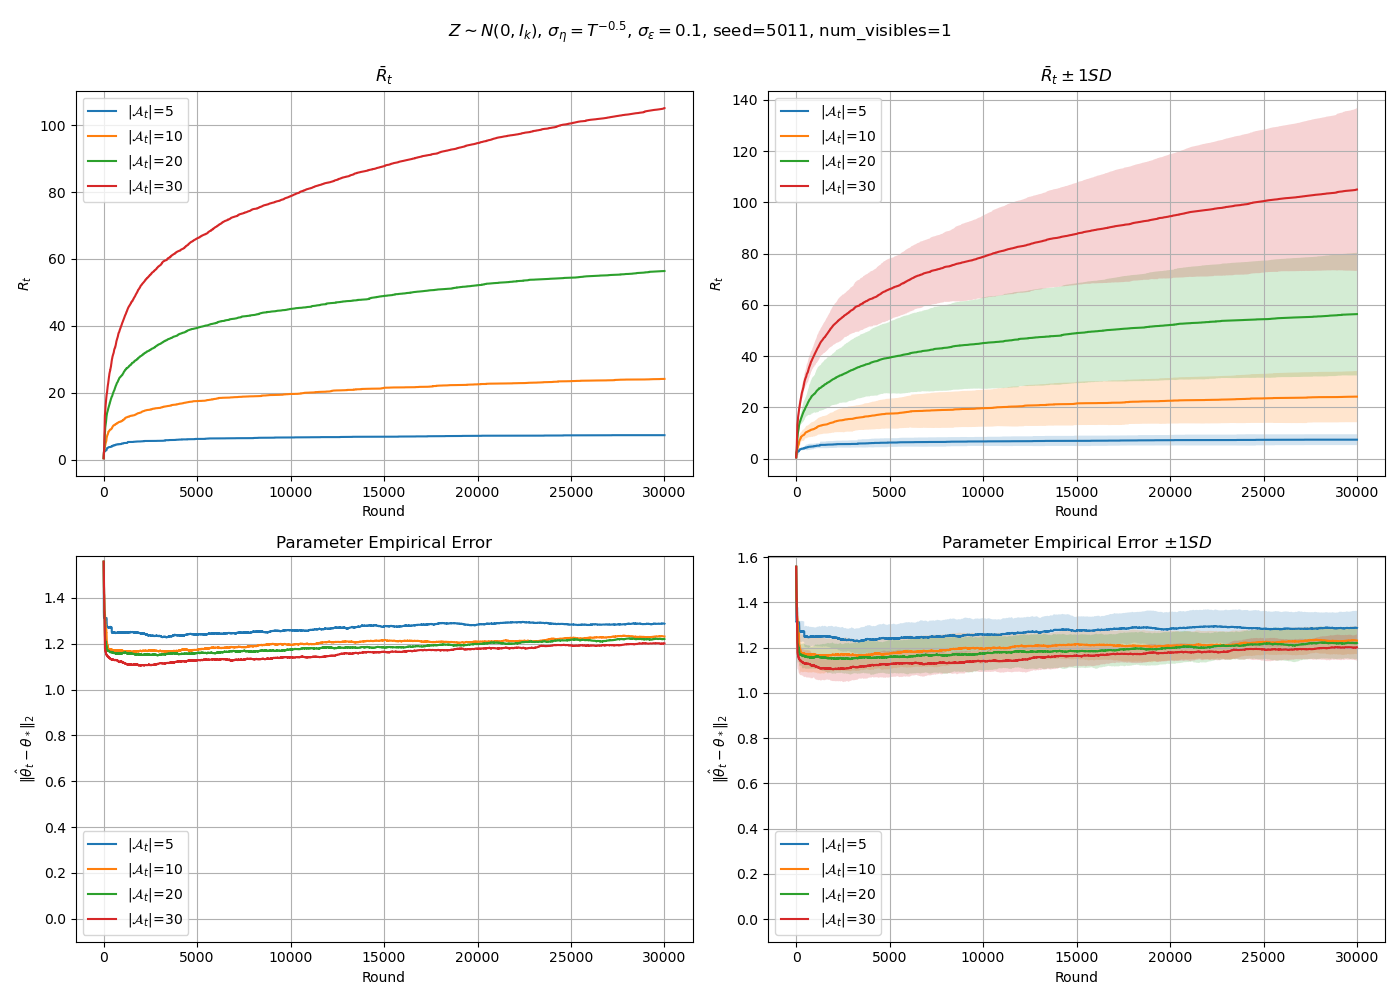 Z ∼ N(0, I_k), σ_η = T^{−0.5}, σ_ε = 0.1, seed=5011, num_visibles=1
R̄_t
R_t
100
80
60
40
20
0
|𝒜_t|=5
|𝒜_t|=10
|𝒜_t|=20
|𝒜_t|=30
0 5000 10000 15000 20000 25000 30000
Round
R̄_t ± 1SD
R_t
140
120
100
80
60
40
20
0
|𝒜_t|=5
|𝒜_t|=10
|𝒜_t|=20
|𝒜_t|=30
0 5000 10000 15000 20000 25000 30000
Round
Parameter Empirical Error
‖θ̂_t − θ_*‖_2
1.4
1.2
1.0
0.8
0.6
0.4
0.2
0.0
|𝒜_t|=5
|𝒜_t|=10
|𝒜_t|=20
|𝒜_t|=30
0 5000 10000 15000 20000 25000 30000
Round
Parameter Empirical Error ±1SD
‖θ̂_t − θ_*‖_2
1.6
1.4
1.2
1.0
0.8
0.6
0.4
0.2
0.0
|𝒜_t|=5
|𝒜_t|=10
|𝒜_t|=20
|𝒜_t|=30
0 5000 10000 15000 20000 25000 30000
Round